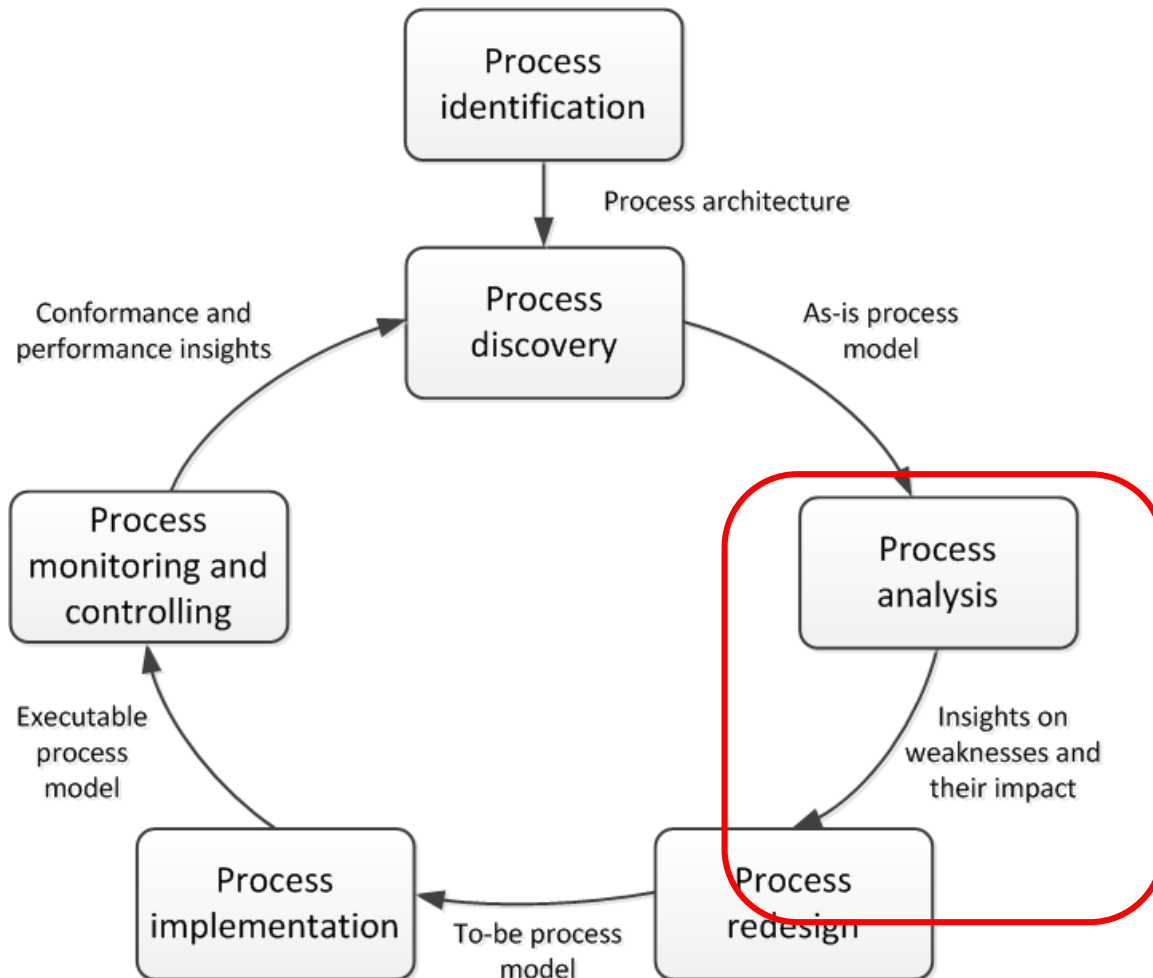 Process
identification
Process architecture
Process
discovery
Conformance and
performance insights
As-is process
model
Process
monitoring and
controlling
Process
analysis
Executable
process
model
Insights on
weaknesses and
their impact
Process
implementation
To-be process
model
Process
redesign